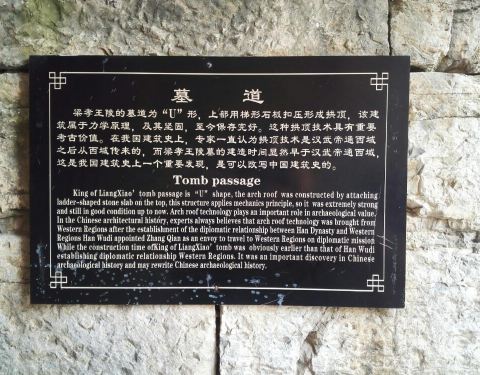 墓 道
梁孝王陵的墓道为“U”形，上部用梯形石板扣压形成拱顶，该建
筑属于力学原理，及其坚固，至今保存完好。这种拱顶技术具有重要
考古价值。在我国建筑史上，专家一直认为拱顶技术是汉武帝通西域
之后从西域传来的，而梁孝王陵墓的建造时间显然早于汉武帝通西域，
这是我国建筑史上一个重要发现，是可以改写中国建筑史的。
Tomb passage
King of LiangXiao' tomb passage is "U" shape, the arch roof was constructed by attaching
ladder-shaped stone slab on the top, this structure applies mechanics principle, so it was extremely strong
and still in good condition up to now. Arch roof technology plays an important role in archaeological value.
In the Chinese architectural history, experts always believes that arch roof technology was brought from
Western Regions after the establishment of the diplomatic relationship between Han Dynasty and Western
Regions Han Wudi appointed Zhang Qian as an envoy to travel to Western Regions on diplomatic mission
While the construction time ofKing of LiangXiao' tomb was obviously earlier than that of Han Wudi
establishing diplomatic relationship Western Regions. It was an important discovery in Chinese
archaeological history and may rewrite Chinese archaeological history.